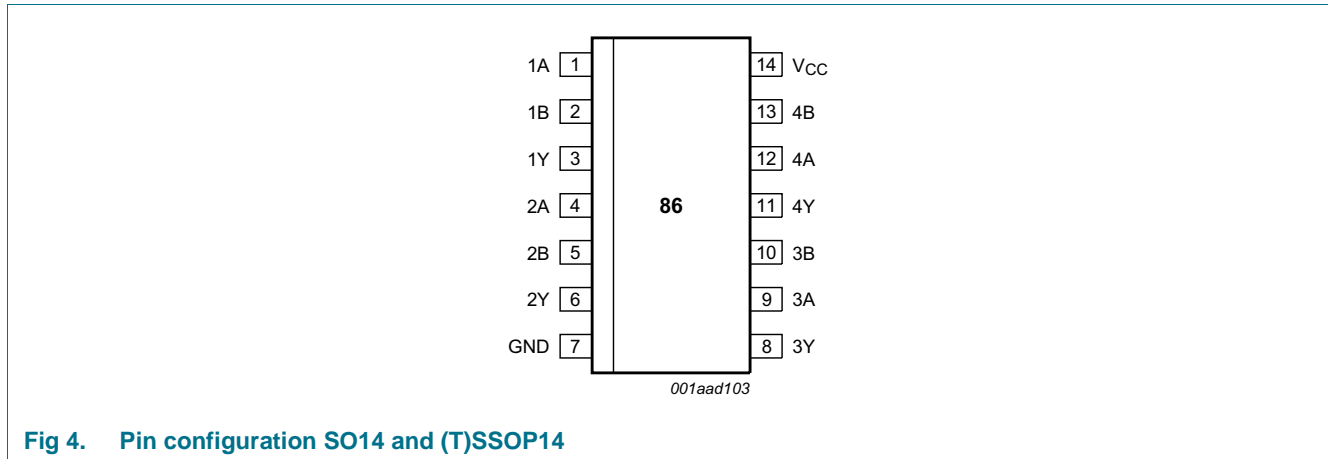 1A 1 14 VCC
1B 2 13 4B
1Y 3 12 4A
2A 4 86 11 4Y
2B 5 10 3B
2Y 6 9 3A
GND 7 8 3Y
001aad103
Fig 4. Pin configuration SO14 and (T)SSOP14